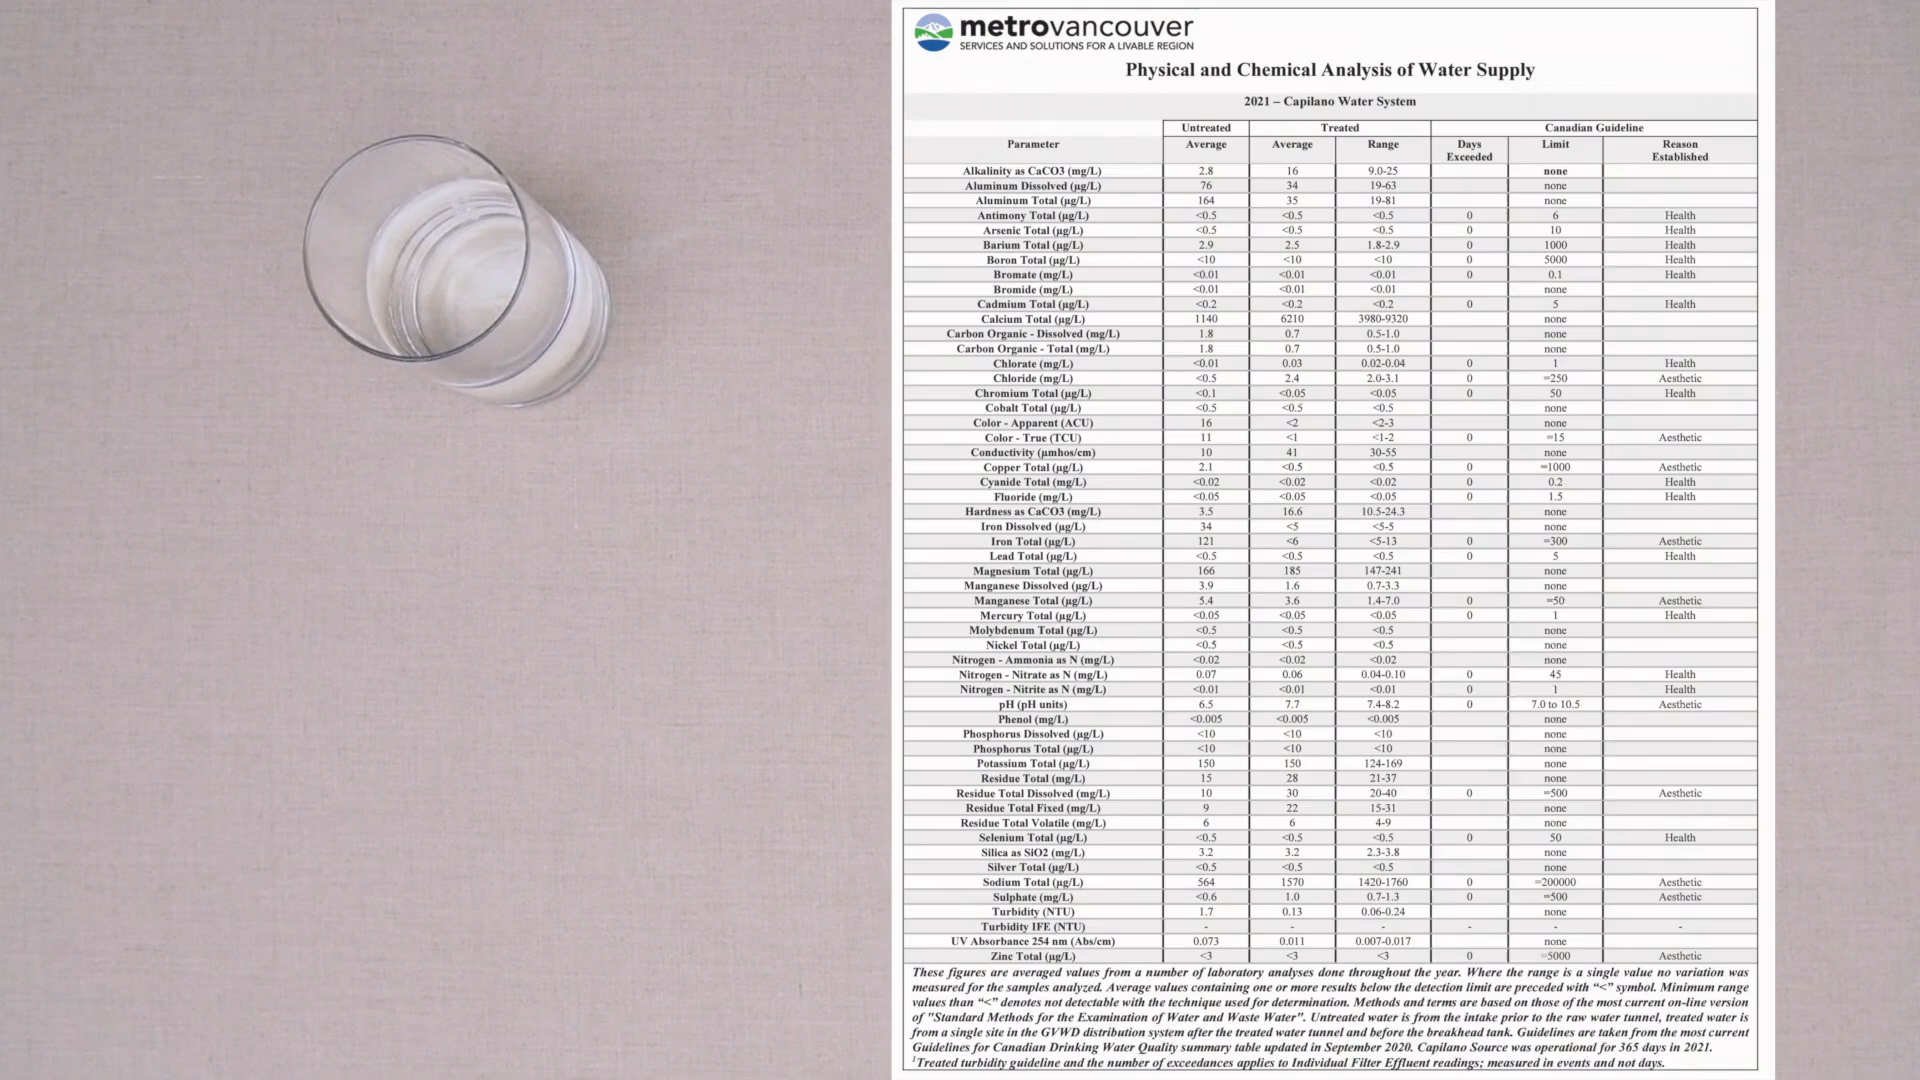 metrovancouver
SERVICES AND SOLUTIONS FOR A LIVABLE REGION
Physical and Chemical Analysis of Water Supply
2021 – Capilano Water System
Untreated Treated Canadian Guideline
Parameter Average Average Range Days Exceeded Limit Reason Established
Alkalinity as CaCO3 (mg/L) 2.8 16 9.0-25 none
Aluminum Dissolved (µg/L) 76 34 19-63 none
Aluminum Total (µg/L) 164 35 19-81 none
Antimony Total (µg/L) <0.5 <0.5 <0.5 0 6 Health
Arsenic Total (µg/L) <0.5 <0.5 <0.5 0 10 Health
Barium Total (µg/L) 2.9 2.5 1.8-2.9 0 1000 Health
Boron Total (µg/L) <10 <10 <10 0 5000 Health
Bromate (mg/L) <0.01 <0.01 <0.01 0 0.1 Health
Bromide (mg/L) <0.01 <0.01 <0.01 none
Cadmium Total (µg/L) <0.2 <0.2 <0.2 0 5 Health
Calcium Total (µg/L) 1140 6210 3980-9320 none
Carbon Organic - Dissolved (mg/L) 1.8 0.7 0.5-1.0 none
Carbon Organic - Total (mg/L) 1.8 0.7 0.5-1.0 none
Chlorate (mg/L) <0.01 0.03 0.02-0.04 0 1 Health
Chloride (mg/L) <0.5 2.4 2.0-3.1 0 =250 Aesthetic
Chromium Total (µg/L) <0.1 <0.05 <0.05 0 50 Health
Cobalt Total (µg/L) <0.5 <0.5 <0.5 none
Color - Apparent (ACU) 16 <2 <2-3 none
Color - True (TCU) 11 <1 <1-2 0 =15 Aesthetic
Conductivity (µmhos/cm) 10 41 30-55 none
Copper Total (µg/L) 2.1 <0.5 <0.5 0 =1000 Aesthetic
Cyanide Total (µg/L) <0.02 <0.02 <0.02 0 0.2 Health
Fluoride (mg/L) <0.05 <0.05 <0.05 0 1.5 Health
Hardness as CaCO3 (mg/L) 3.5 16.6 10.5-24.3 none
Iron Dissolved (µg/L) 34 <5 <5-5 none
Iron Total (µg/L) 121 <6 <5-13 0 =300 Aesthetic
Lead Total (µg/L) <0.5 <0.5 <0.5 0 5 Health
Magnesium Total (µg/L) 166 185 147-241 none
Manganese Dissolved (µg/L) 3.9 1.6 0.7-3.3 none
Manganese Total (µg/L) 5.4 3.6 1.4-7.0 0 =50 Aesthetic
Mercury Total (µg/L) <0.05 <0.05 <0.05 0 1 Health
Molybdenum Total (µg/L) <0.5 <0.5 <0.5 none
Nickel Total (µg/L) <0.5 <0.5 <0.5 none
Nitrogen - Ammonia as N (mg/L) <0.02 <0.02 <0.02 none
Nitrogen - Nitrate as N (mg/L) 0.07 0.06 0.04-0.10 0 45 Health
Nitrogen - Nitrite as N (mg/L) <0.01 <0.01 <0.01 0 1 Health
pH (pH units) 6.5 7.7 7.4-8.2 0 7.0 to 10.5 Aesthetic
Phenol (mg/L) <0.005 <0.005 <0.005 none
Phosphorus Dissolved (µg/L) <10 <10 <10 none
Phosphorus Total (µg/L) <10 <10 <10 none
Potassium Total (µg/L) 150 150 124-169 none
Residue Total (mg/L) 15 28 21-37 none
Residue Total Dissolved (mg/L) 10 30 20-40 0 =500 Aesthetic
Residue Total Fixed (mg/L) 9 22 15-31 none
Residue Total Volatile (mg/L) 6 6 4-9 none
Selenium Total (µg/L) <0.5 <0.5 <0.5 0 50 Health
Silica as SiO2 (mg/L) 3.2 3.2 2.3-3.8 none
Silver Total (µg/L) <0.5 <0.5 <0.5 none
Sodium Total (µg/L) 564 1570 1420-1760 0 =200000 Aesthetic
Sulphate (mg/L) <0.6 1.0 0.7-1.3 0 =500 Aesthetic
Turbidity (NTU) 1.7 0.13 0.06-0.24 none
Turbidity IFE (NTU) - - - - - -
UV Absorbance 254 nm (Abs/cm) 0.073 0.011 0.007-0.017 none
Zinc Total (µg/L) <3 <3 <3 0 =5000 Aesthetic
These figures are averaged values from a number of laboratory analyses done throughout the year. Where the range is a single value no variation was
measured for the samples analyzed. Average values containing one or more results below the detection limit are preceded with “<” symbol. Minimum range
values than “<” denotes not detectable with the technique used for determination. Methods and terms are based on those of the most current on-line version
of "Standard Methods for the Examination of Water and Waste Water". Untreated water is from the intake prior to the raw water tunnel, treated water is
from a single site in the GVWD distribution system after the treated water tunnel and before the breakhead tank. Guidelines are taken from the most current
Guidelines for Canadian Drinking Water Quality summary table updated in September 2020. Capilano Source was operational for 365 days in 2021.
¹Treated turbidity guideline and the number of exceedances applies to Individual Filter Effluent readings; measured in events and not days.